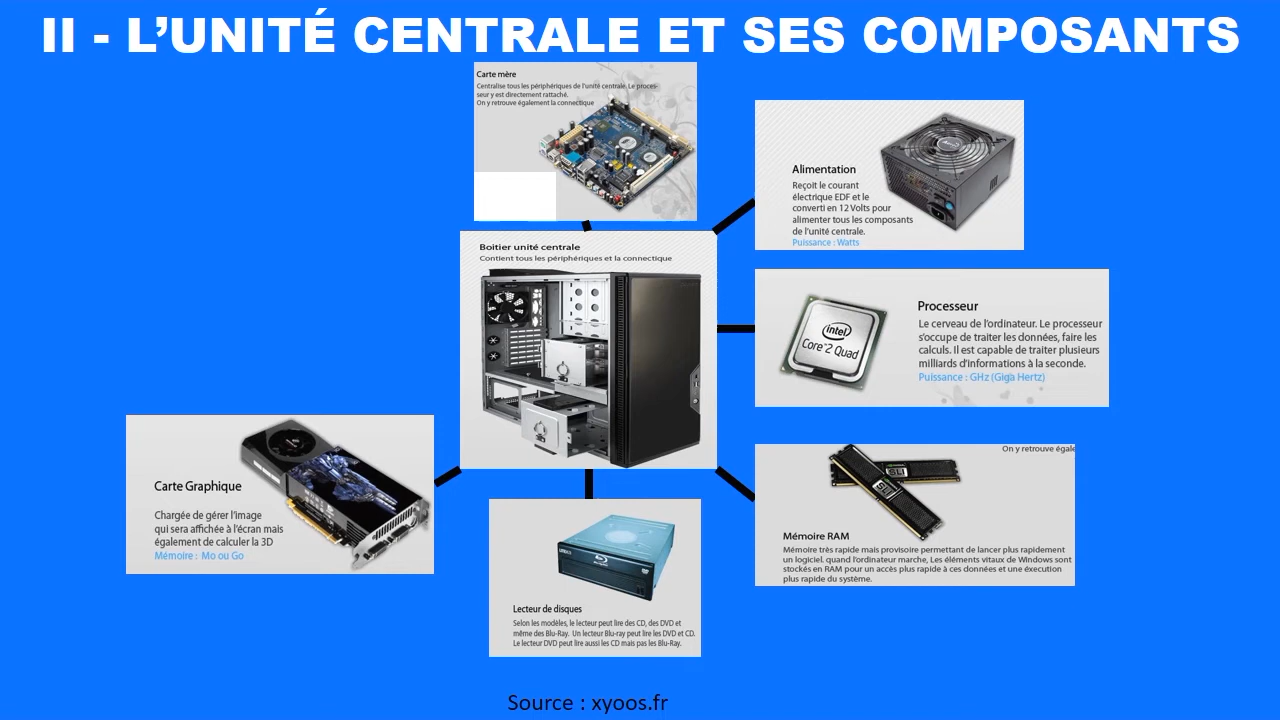 II - L’UNITÉ CENTRALE ET SES COMPOSANTS
Carte mère
Centralise tous les périphériques de l'unité centrale. Le proces-
seur y est directement rattaché.
On y retrouve également la connectique
Alimentation
Reçoit le courant
électrique EDF et le
converti en 12 Volts pour
alimenter tous les composants
de l'unité centrale.
Puissance : Watts
Boitier unité centrale
Contient tous les périphériques et la connectique
intel
Core™2 Quad
Processeur
Le cerveau de l'ordinateur. Le processeur
s'occupe de traiter les données, faire les
calculs. Il est capable de traiter plusieurs
milliards d'informations à la seconde.
Puissance : GHz (Giga Hertz)
Carte Graphique
Chargée de gérer l'image
qui sera affichée à l'écran mais
également de calculer la 3D
Mémoire : Mo ou Go
On y retrouve égale
Mémoire RAM
Mémoire très rapide mais provisoire permettant de lancer plus rapidement
un logiciel. quand l'ordinateur marche, Les éléments vitaux de Windows sont
stockés en RAM pour un accès plus rapide à ces données et une éxecution
plus rapide du système.
Lecteur de disques
Selon les modèles, le lecteur peut lire des CD, des DVD et
même des Blu-Ray. Un lecteur Blu-ray peut lire les DVD et CD.
Le lecteur DVD peut lire aussi les CD mais pas les Blu-Ray.
Source : xyoos.fr